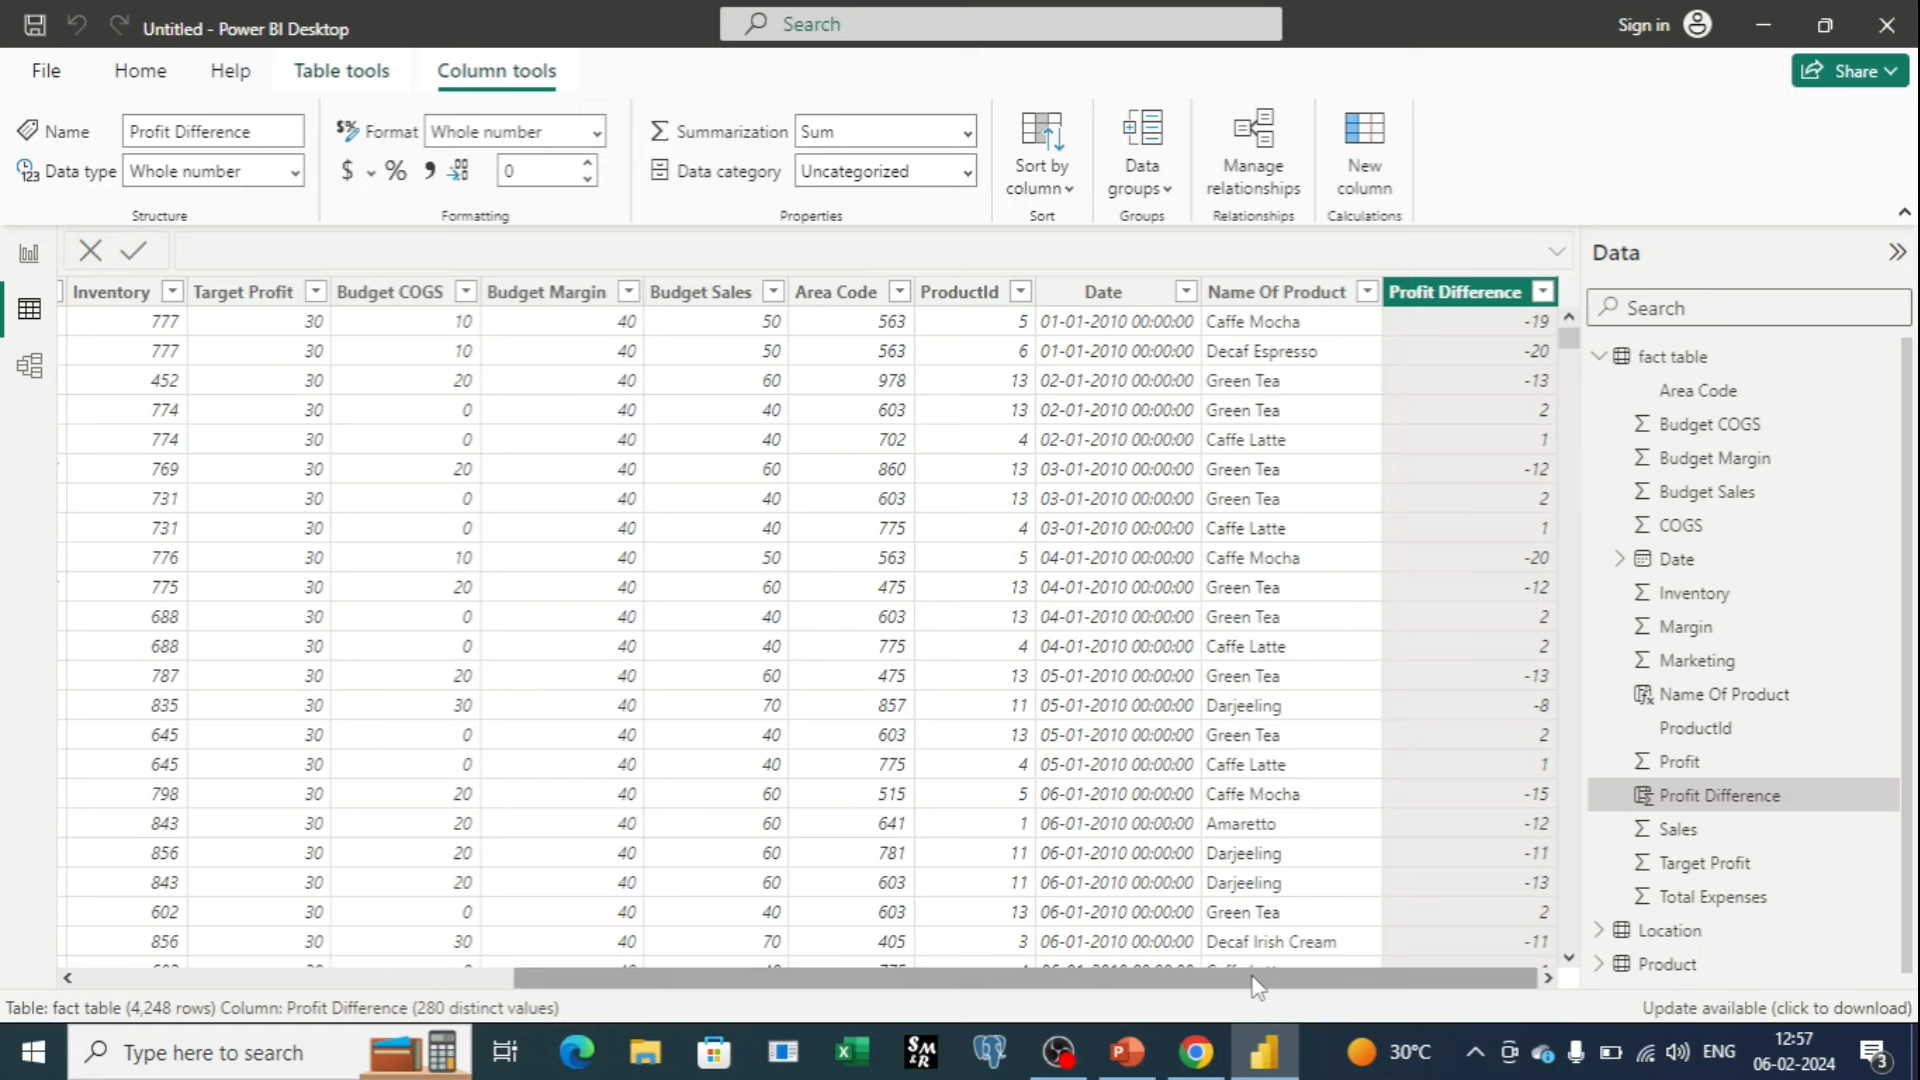 Untitled - Power BI Desktop
Search
Sign in
File Home Help Table tools Column tools
Share
Name Profit Difference
Data type Whole number
Structure
Format Whole number
$ % 0
Formatting
Summarization Sum
Data category Uncategorized
Properties
Sort by
column
Sort
Data
groups
Groups
Manage
relationships
Relationships
New
column
Calculations
Inventory Target Profit Budget COGS Budget Margin Budget Sales Area Code ProductId Date Name Of Product Profit Difference
777 30 10 40 50 563 5 01-01-2010 00:00:00 Caffe Mocha -19
777 30 10 40 50 563 6 01-01-2010 00:00:00 Decaf Espresso -20
452 30 20 40 60 978 13 02-01-2010 00:00:00 Green Tea -13
774 30 0 40 40 603 13 02-01-2010 00:00:00 Green Tea 2
774 30 0 40 40 702 4 02-01-2010 00:00:00 Caffe Latte 1
769 30 20 40 60 860 13 03-01-2010 00:00:00 Green Tea -12
731 30 0 40 40 603 13 03-01-2010 00:00:00 Green Tea 2
731 30 0 40 40 775 4 03-01-2010 00:00:00 Caffe Latte 1
776 30 10 40 50 563 5 04-01-2010 00:00:00 Caffe Mocha -20
775 30 20 40 60 475 13 04-01-2010 00:00:00 Green Tea -12
688 30 0 40 40 603 13 04-01-2010 00:00:00 Green Tea 2
688 30 0 40 40 775 4 04-01-2010 00:00:00 Caffe Latte 2
787 30 20 40 60 475 13 05-01-2010 00:00:00 Green Tea -13
835 30 30 40 70 857 11 05-01-2010 00:00:00 Darjeeling -8
645 30 0 40 40 603 13 05-01-2010 00:00:00 Green Tea 2
645 30 0 40 40 775 4 05-01-2010 00:00:00 Caffe Latte 1
798 30 20 40 60 515 5 06-01-2010 00:00:00 Caffe Mocha -15
843 30 20 40 60 641 1 06-01-2010 00:00:00 Amaretto -12
856 30 20 40 60 781 11 06-01-2010 00:00:00 Darjeeling -11
843 30 20 40 60 603 11 06-01-2010 00:00:00 Darjeeling -13
602 30 0 40 40 603 13 06-01-2010 00:00:00 Green Tea 2
856 30 30 40 70 405 3 06-01-2010 00:00:00 Decaf Irish Cream -11
Data
Search
fact table
Area Code
Budget COGS
Budget Margin
Budget Sales
COGS
Date
Inventory
Margin
Marketing
Name Of Product
ProductId
Profit
Profit Difference
Sales
Target Profit
Total Expenses
Location
Product
Table: fact table (4,248 rows) Column: Profit Difference (280 distinct values)
Update available (click to download)
Type here to search
SM
&R
30°C
ENG
12:57
06-02-2024
3